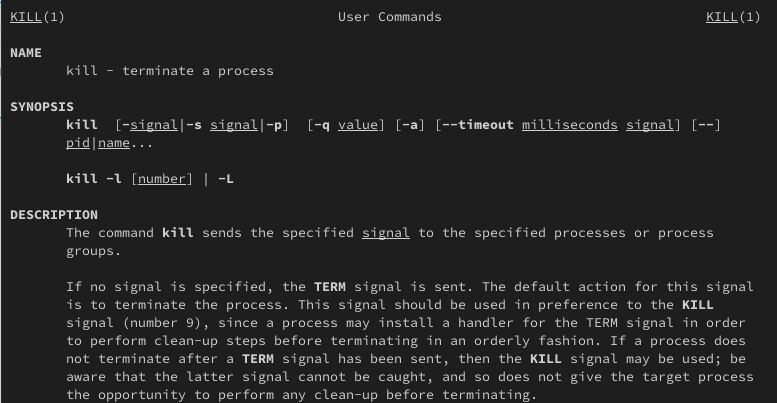 KILL(1) User Commands KILL(1)
NAME
kill - terminate a process
SYNOPSIS
kill [-signal|-s signal|-p] [-q value] [-a] [--timeout milliseconds signal] [--]
pid|name...
kill -l [number] | -L
DESCRIPTION
The command kill sends the specified signal to the specified processes or process
groups.
If no signal is specified, the TERM signal is sent. The default action for this signal
is to terminate the process. This signal should be used in preference to the KILL
signal (number 9), since a process may install a handler for the TERM signal in order
to perform clean-up steps before terminating in an orderly fashion. If a process does
not terminate after a TERM signal has been sent, then the KILL signal may be used; be
aware that the latter signal cannot be caught, and so does not give the target process
the opportunity to perform any clean-up before terminating.